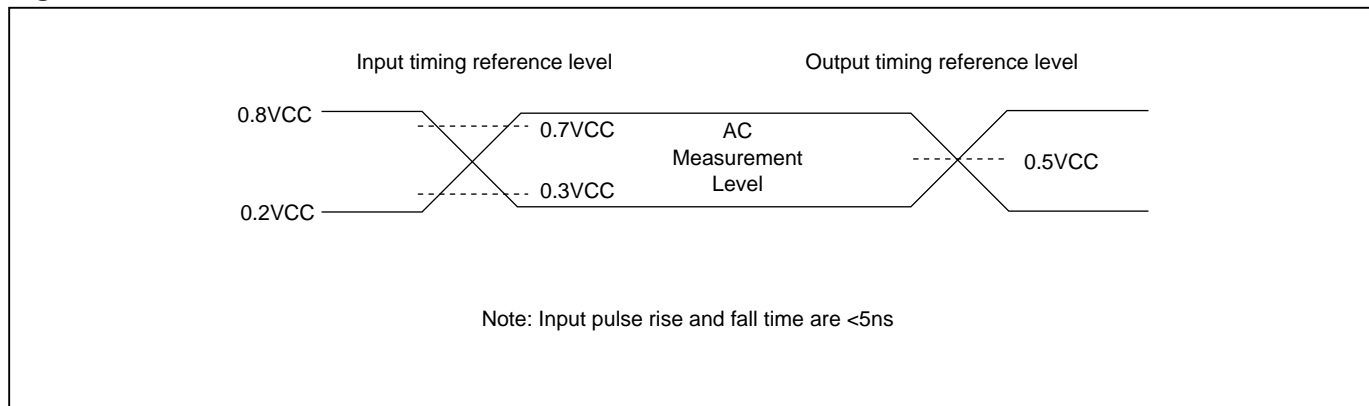 Input timing reference level
Output timing reference level
0.8VCC
0.7VCC
AC
Measurement
Level
0.5VCC
0.3VCC
0.2VCC
Note: Input pulse rise and fall time are <5ns